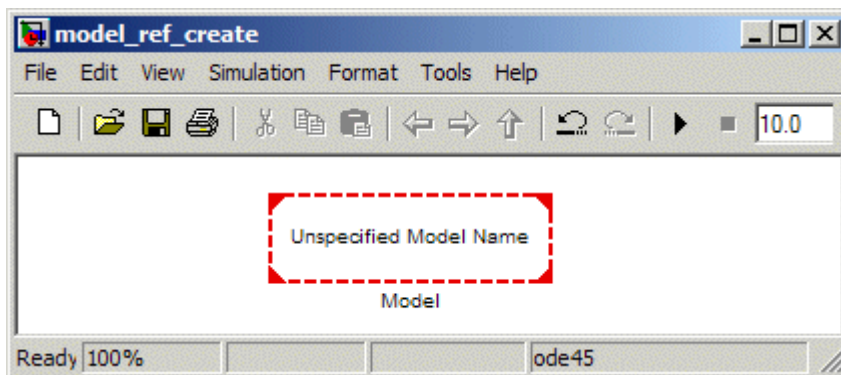 model_ref_create
File Edit View Simulation Format Tools Help
10.0
Unspecified Model Name
Model
Ready 100% ode45